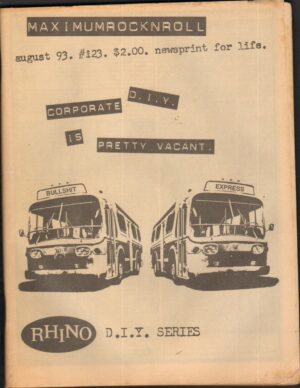 MAXIMUMROCKNROLL
august 93. #123. $2.00. newsprint for life.
CORPORATE D.I.Y.
IS
PRETTY VACANT.
BULLSHIT
EXPRESS
RHINO D.I.Y. SERIES